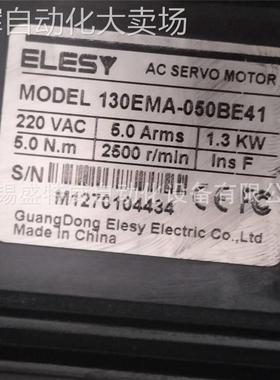 自动化大卖场
ELESY AC SERVO MOTOR
MODEL 130EMA-050BE41
220 VAC 5.0 Arms 1.3 KW
5.0 N.m 2500 r/min Ins F
S/N
M1270104434
CE
GuangDong Elesy Electric Co.,Ltd.
Made in China